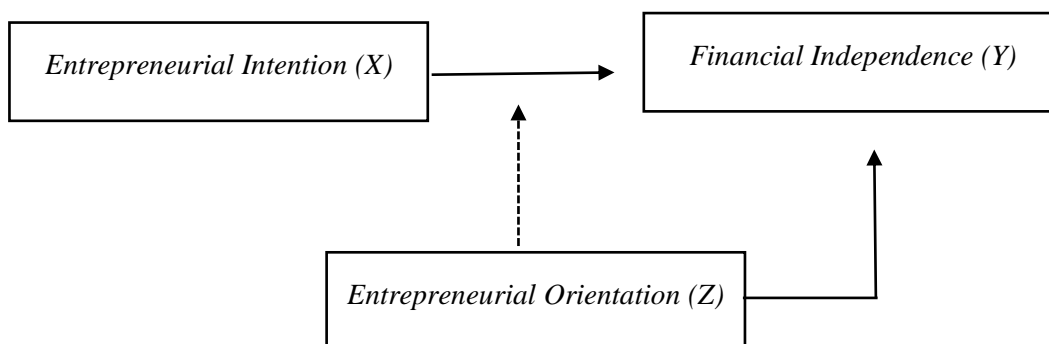 Entrepreneurial Intention (X)
Financial Independence (Y)
Entrepreneurial Orientation (Z)